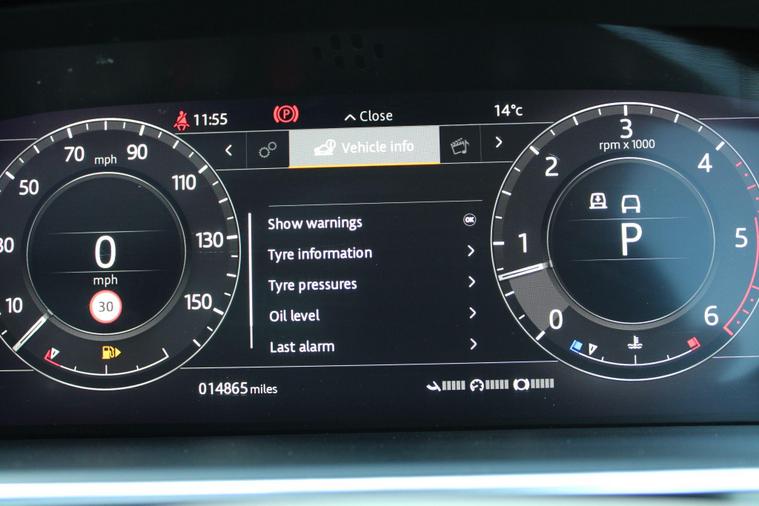 11:55
P
Close
14°c
Vehicle info
70 mph 90
50
110
30
130
10
150
0
mph
30
Show warnings OK
Tyre information
Tyre pressures
Oil level
Last alarm
014865 miles
3
rpm x 1000
2
4
1
5
0
6
P